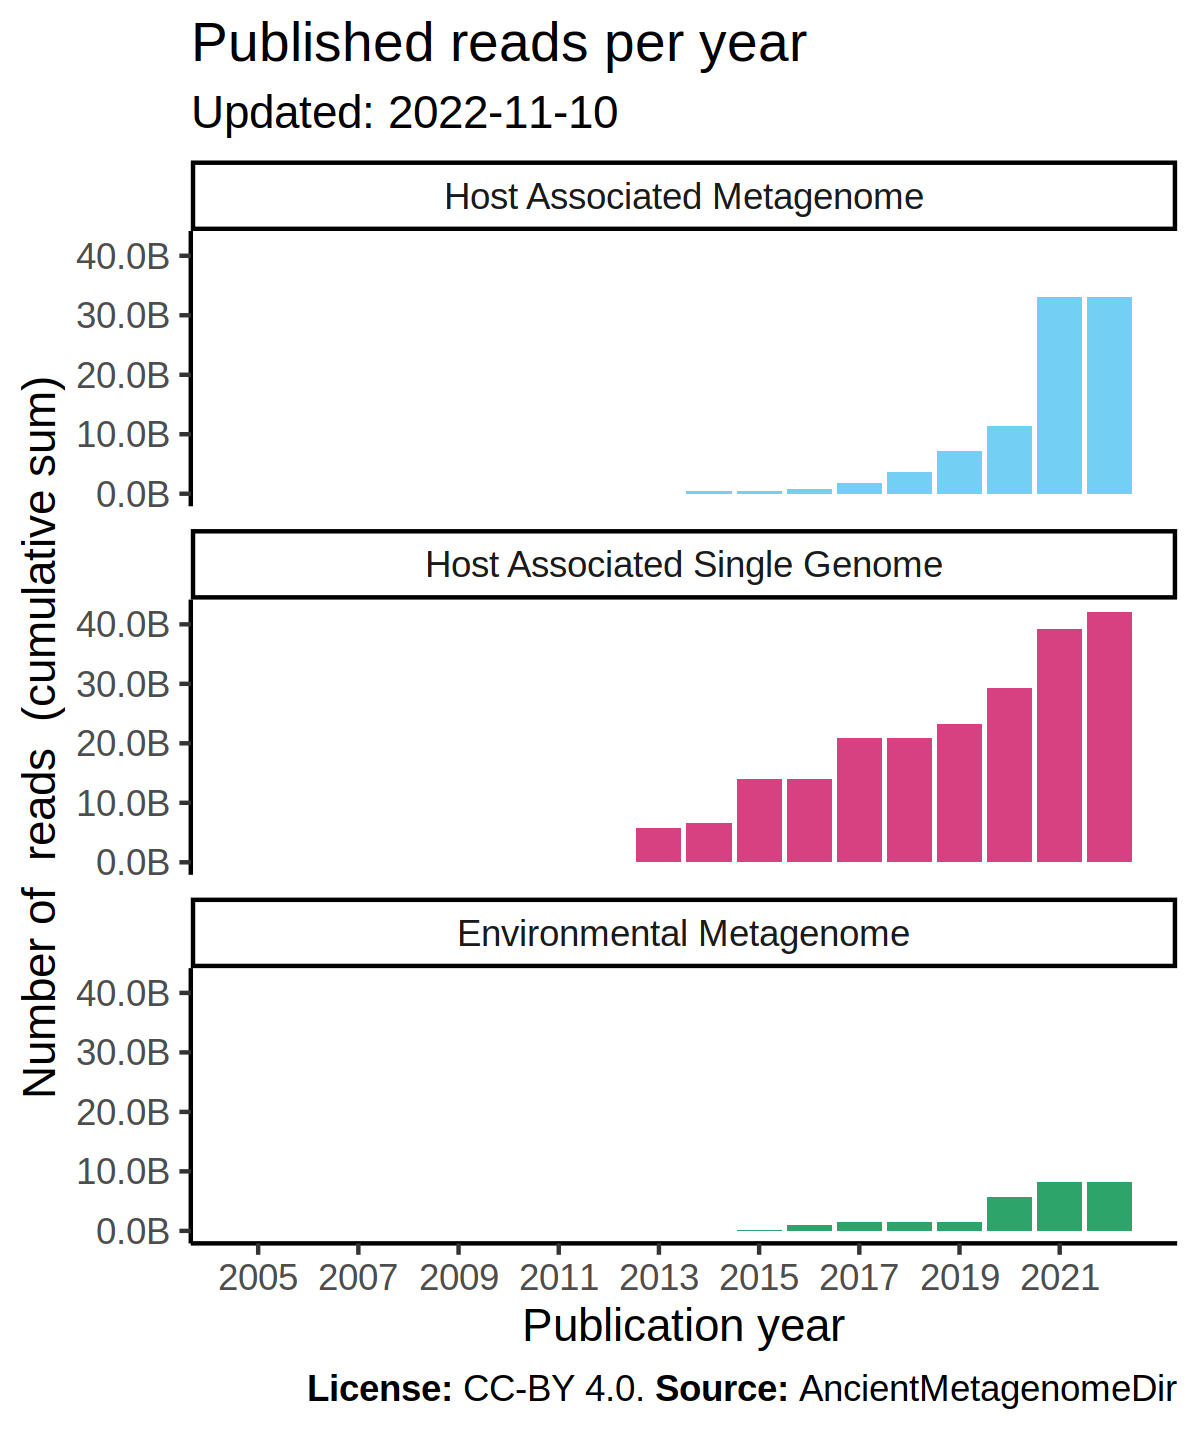 Published reads per year
Updated: 2022-11-10
Host Associated Metagenome
40.0B
30.0B
20.0B
10.0B
0.0B
Host Associated Single Genome
40.0B
30.0B
20.0B
10.0B
0.0B
Environmental Metagenome
40.0B
30.0B
20.0B
10.0B
0.0B
Number of reads (cumulative sum)
2005 2007 2009 2011 2013 2015 2017 2019 2021
Publication year
License: CC-BY 4.0. Source: AncientMetagenomeDir